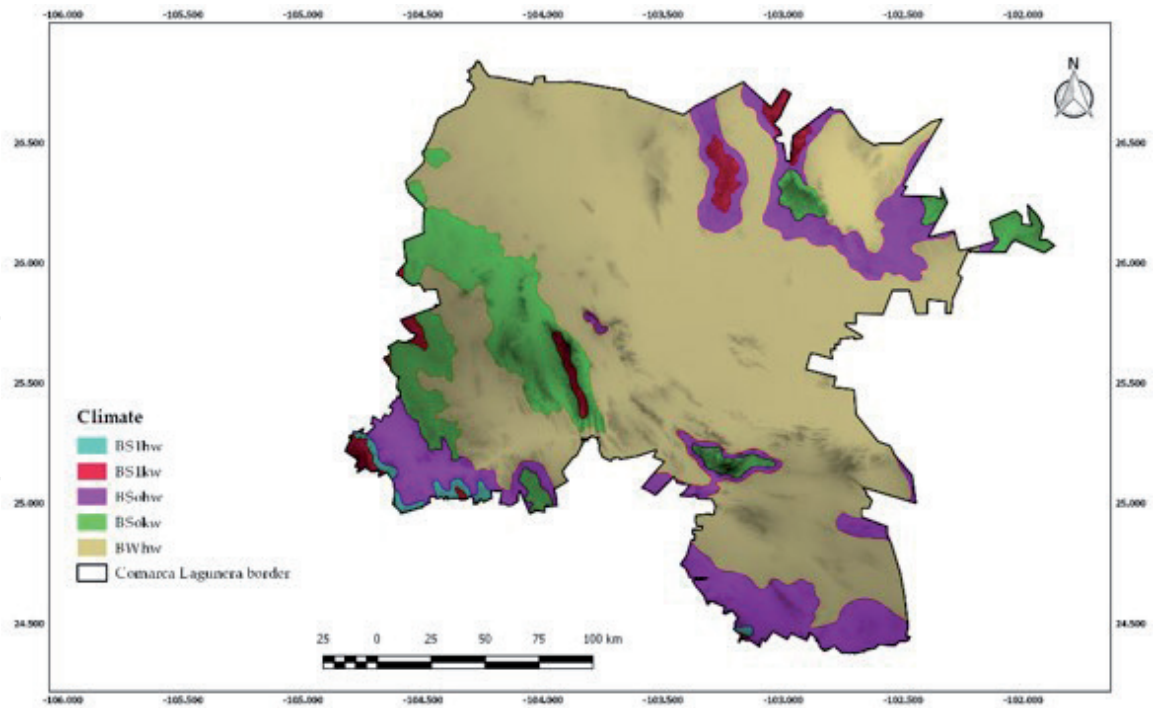 -106.000 -105.500 -105.000 -104.500 -104.000 -103.500 -103.000 -102.500 -102.000
N
26.500 26.500
26.000 26.000
25.500 25.500
Climate
BS1hw
BS1kw
BSohw
BSokw
BWhw
Comarca Lagunera border
25.000 25.000
24.500 24.500
25 0 25 50 75 100 km
-106.000 -105.500 -105.000 -104.500 -104.000 -103.500 -103.000 -102.500 -102.000